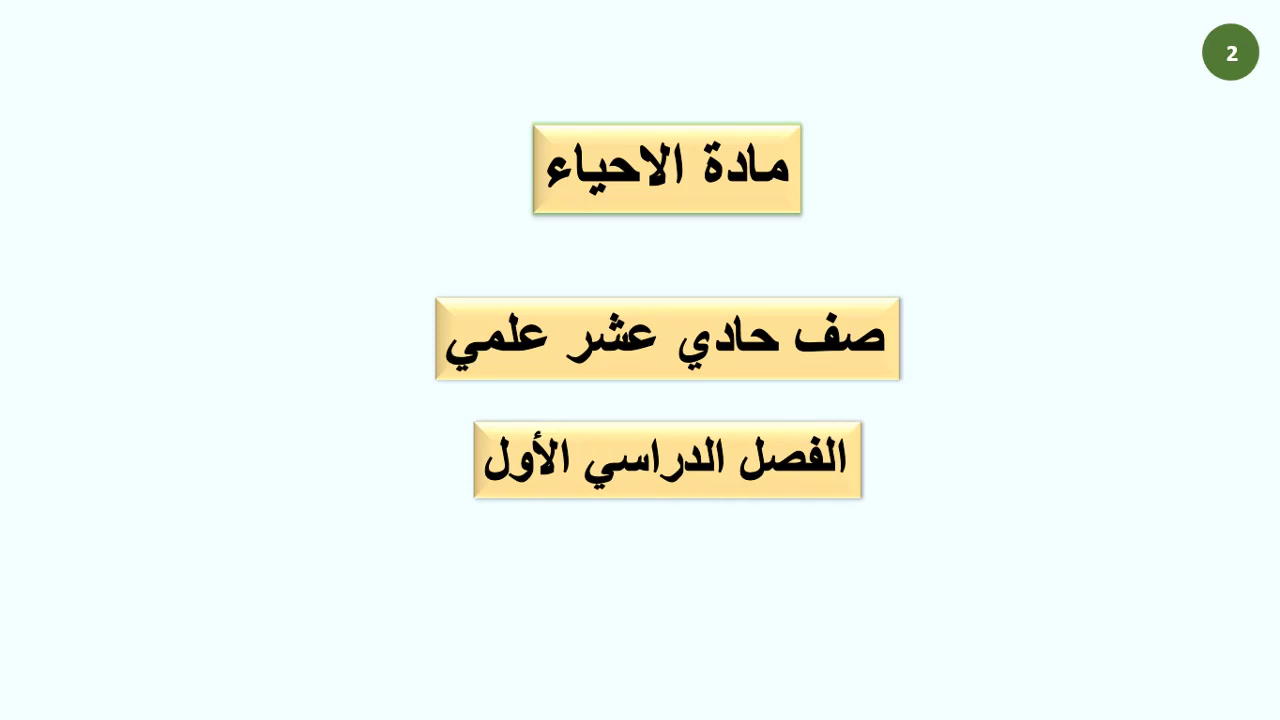 2
مادة الاحياء
صف حادي عشر علمي
الفصل الدراسي الأول